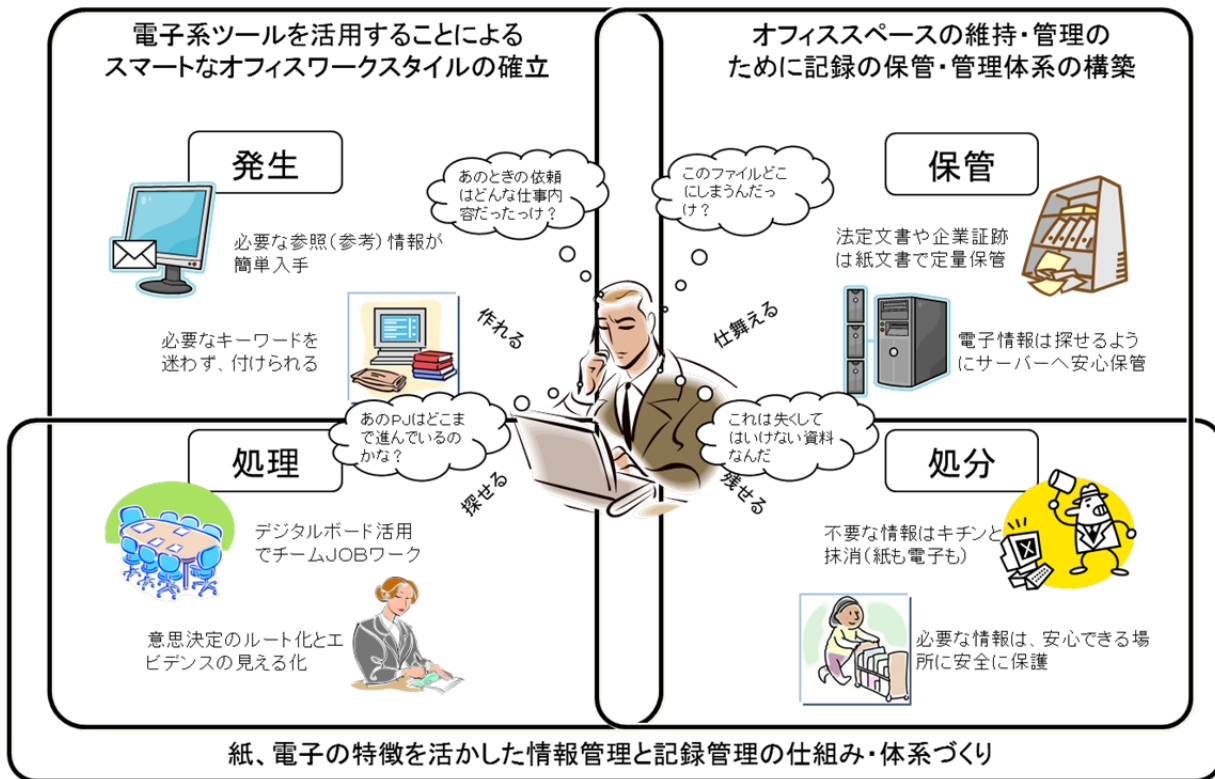 電子系ツールを活用することによる
スマートなオフィスワークスタイルの確立
オフィススペースの維持・管理の
ために記録の保管・管理体系の構築
発生
必要な参照(参考)情報が
簡単入手
必要なキーワードを
迷わず、付けられる
あのときの依頼
はどんな仕事内
容だったっけ?
このファイルどこ
にしまうんだっ
け?
保管
法定文書や企業証跡
は紙文書で定量保管
電子情報は探せるよう
にサーバーへ安心保管
作れる
仕舞える
探せる
残せる
処理
あのPJはどこま
で進んでいるの
かな?
デジタルボード活用
でチームJOBワーク
意思決定のルート化とエ
ビデンスの見える化
これは失くして
はいけない資料
なんだ
処分
不要な情報はキチンと
抹消(紙も電子も)
必要な情報は、安心できる場
所に安全に保護
紙、電子の特徴を活かした情報管理と記録管理の仕組み・体系づくり